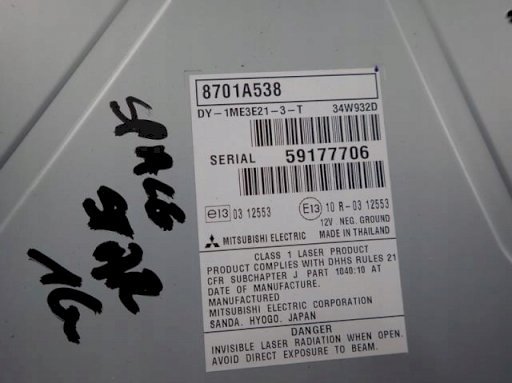 8701A538
DY-1ME3E21-3-T 34W932D
SERIAL 59177706
e13 03 12553 E13 10 R-03 12553
12V NEG. GROUND
MITSUBISHI ELECTRIC MADE IN THAILAND
CLASS 1 LASER PRODUCT
PRODUCT COMPLIES WITH DHHS RULES 21
CFR SUBCHAPTER J PART 1040:10 AT
DATE OF MANUFACTURE.
MANUFACTURED
MITSUBISHI ELECTRIC CORPORATION
SANDA. HYOGO. JAPAN
DANGER
INVISIBLE LASER RADIATION WHEN OPEN.
AVOID DIRECT EXPOSURE TO BEAM.